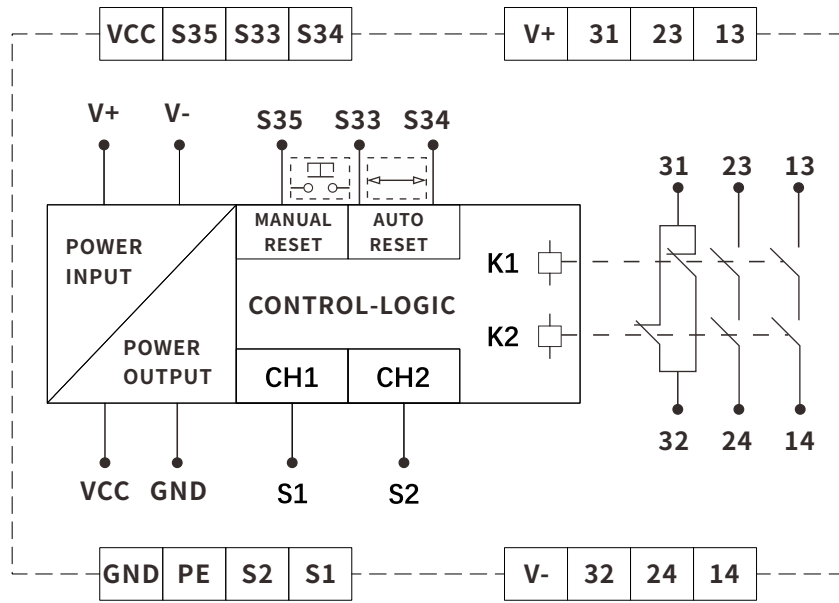 VCC S35 S33 S34
V+ 31 23 13
V+ V-
S35 S33 S34
31 23 13
POWER
INPUT
MANUAL
RESET
AUTO
RESET
K1
CONTROL-LOGIC
K2
POWER
OUTPUT
CH1 CH2
32 24 14
VCC GND
S1 S2
GND PE S2 S1
V- 32 24 14